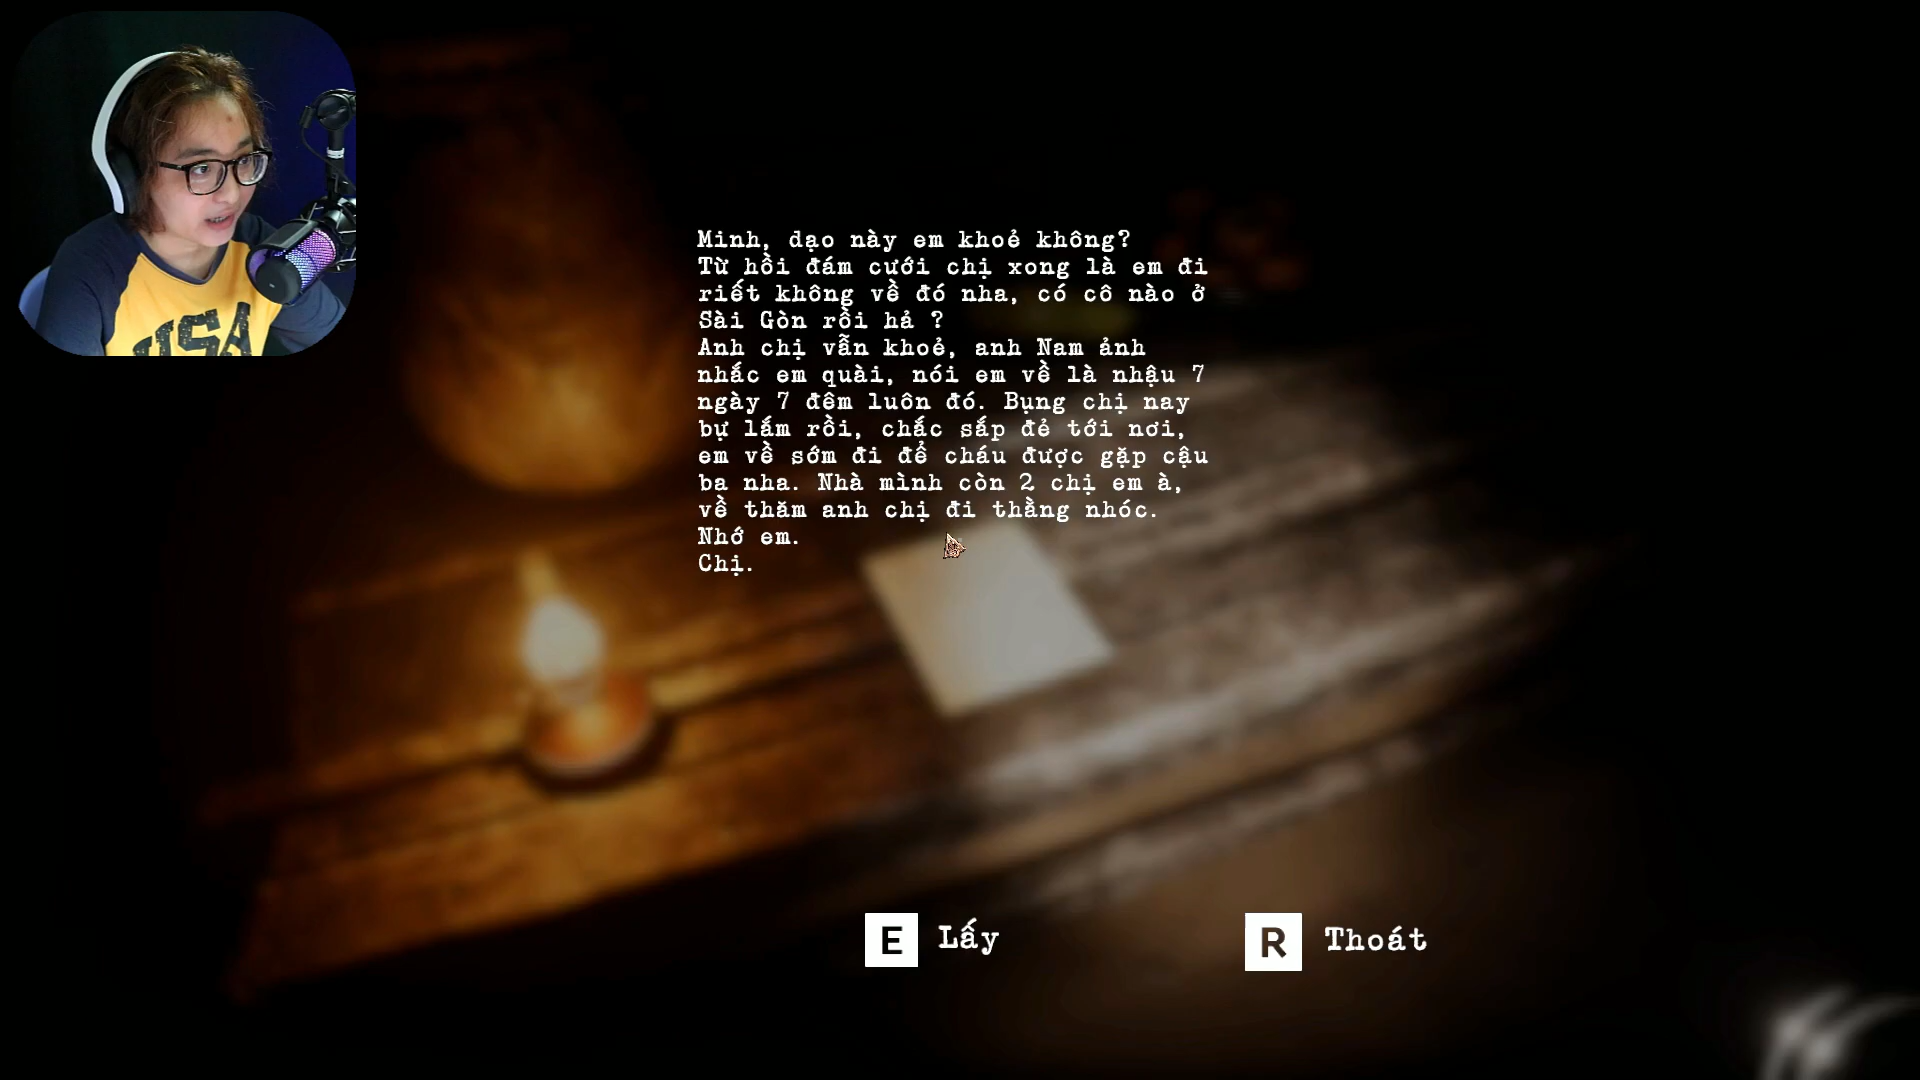 Minh, dạo này em khoẻ không?
Từ hồi đám cưới chị xong là em đi
riết không về đó nha, có cô nào ở
Sài Gòn rồi hả ?
Anh chị vẫn khoẻ, anh Nam ảnh
nhắc em quài, nói em về là nhậu 7
ngày 7 đêm luôn đó. Bụng chị nay
bự lắm rồi, chắc sắp đẻ tới nơi,
em về sớm đi để cháu được gặp cậu
ba nha. Nhà mình còn 2 chị em à,
về thăm anh chị đi thằng nhóc.
Nhớ em.
Chị.
E Lấy
R Thoát
USA